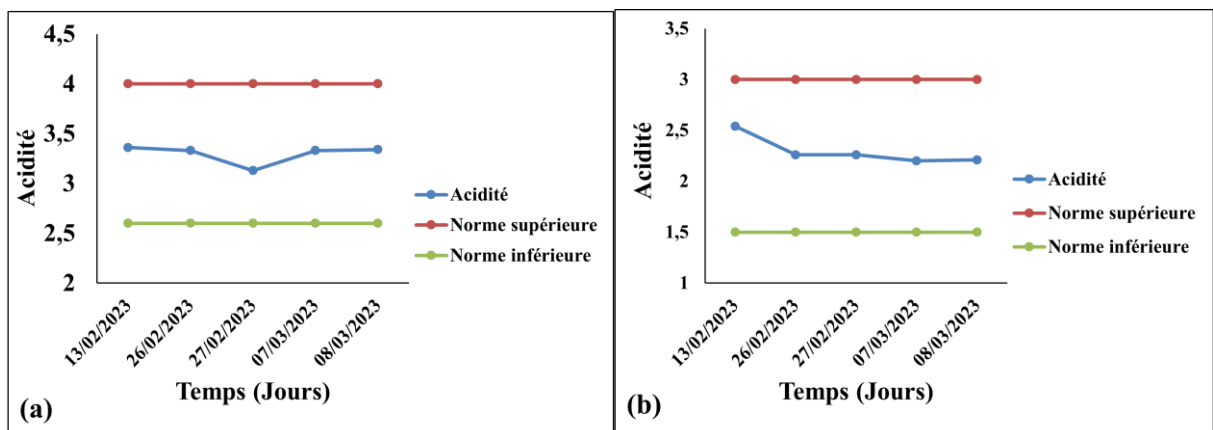 4,5
4
3,5
3
2,5
2
Acidité
13/02/2023
26/02/2023
27/02/2023
07/03/2023
08/03/2023
Temps (Jours)
Acidité
Norme supérieure
Norme inférieure
(a)
3,5
3
2,5
2
1,5
1
Acidité
13/02/2023
26/02/2023
27/02/2023
07/03/2023
08/03/2023
Temps (Jours)
Acidité
Norme supérieure
Norme inférieure
(b)